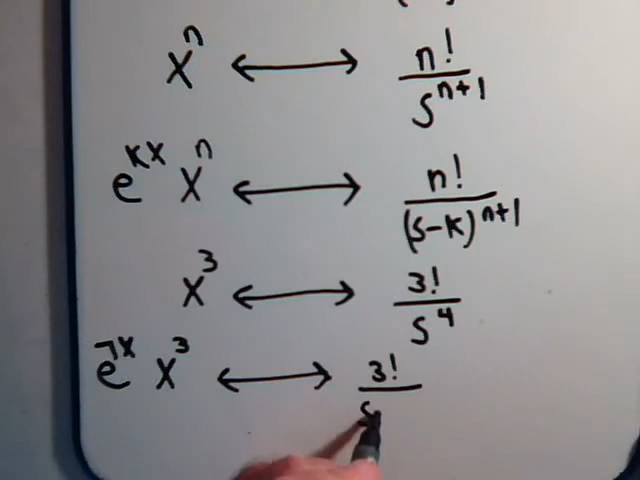 xⁿ ⟷ n!/sⁿ⁺¹
eᵏˣ xⁿ ⟷ n!/(s-k)ⁿ⁺¹
x³ ⟷ 3!/s⁴
e⁷ˣ x³ ⟷ 3!/s